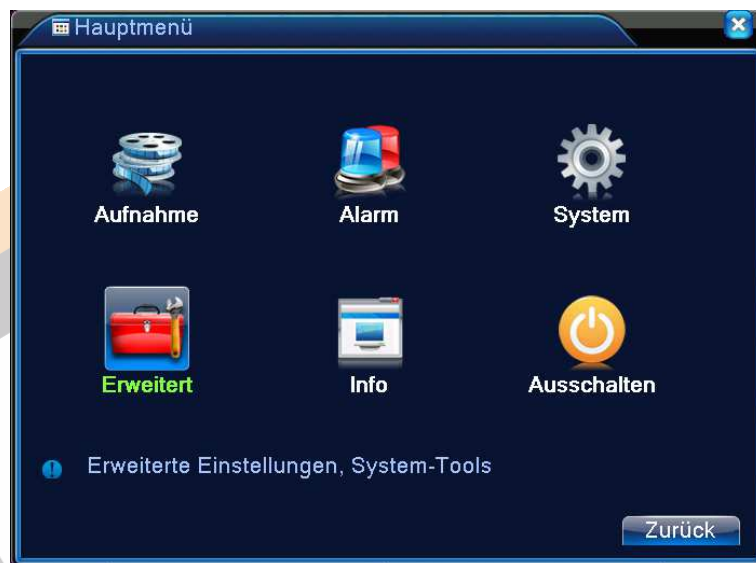 Hauptmenü
Aufnahme Alarm System
Erweitert Info Ausschalten
Erweiterte Einstellungen, System-Tools
Zurück